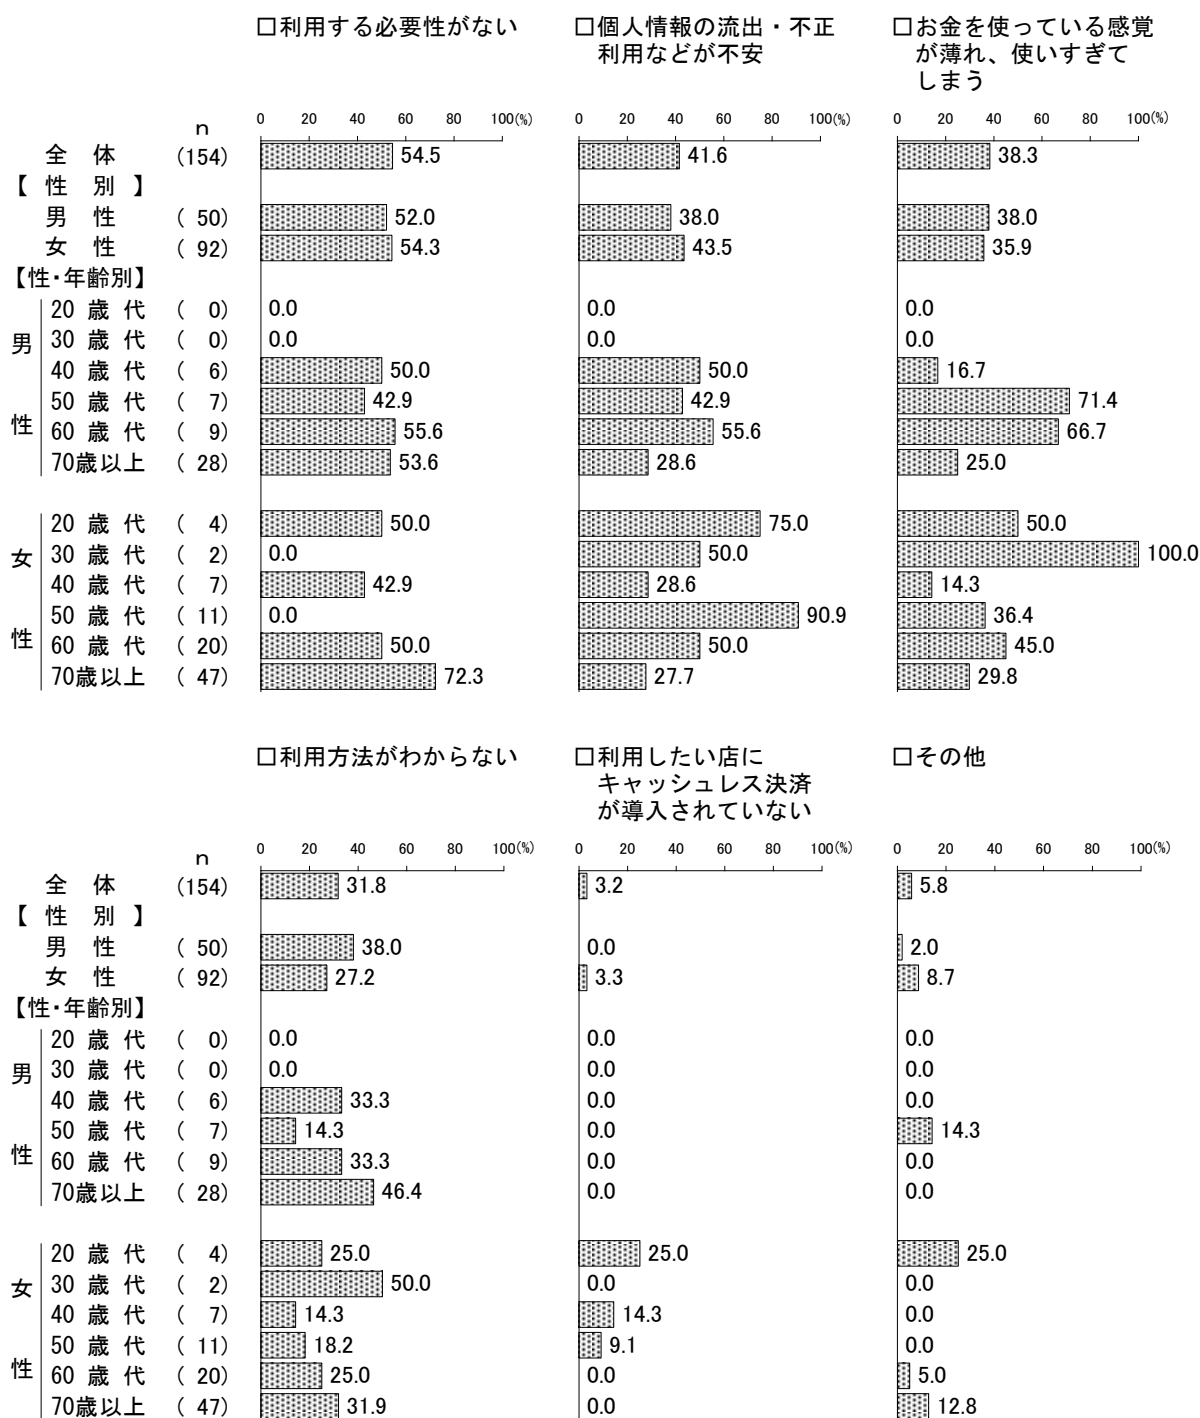 □利用する必要性がない
□個人情報の流出・不正
利用などが不安
□お金を使っている感覚
が薄れ、使いすぎて
しまう
n 0 20 40 60 80 100(%) 0 20 40 60 80 100(%) 0 20 40 60 80 100(%)
全 体 (154) 54.5 41.6 38.3
【 性 別 】
男 性 ( 50) 52.0 38.0 38.0
女 性 ( 92) 54.3 43.5 35.9
【性・年齢別】
男性
20 歳 代 ( 0) 0.0 0.0 0.0
30 歳 代 ( 0) 0.0 0.0 0.0
40 歳 代 ( 6) 50.0 50.0 16.7
50 歳 代 ( 7) 42.9 42.9 71.4
60 歳 代 ( 9) 55.6 55.6 66.7
70歳以上 ( 28) 53.6 28.6 25.0
女性
20 歳 代 ( 4) 50.0 75.0 50.0
30 歳 代 ( 2) 0.0 50.0 100.0
40 歳 代 ( 7) 42.9 28.6 14.3
50 歳 代 ( 11) 0.0 90.9 36.4
60 歳 代 ( 20) 50.0 50.0 45.0
70歳以上 ( 47) 72.3 27.7 29.8
□利用方法がわからない
□利用したい店に
キャッシュレス決済
が導入されていない
□その他
n 0 20 40 60 80 100(%) 0 20 40 60 80 100(%) 0 20 40 60 80 100(%)
全 体 (154) 31.8 3.2 5.8
【 性 別 】
男 性 ( 50) 38.0 0.0 2.0
女 性 ( 92) 27.2 3.3 8.7
【性・年齢別】
男性
20 歳 代 ( 0) 0.0 0.0 0.0
30 歳 代 ( 0) 0.0 0.0 0.0
40 歳 代 ( 6) 33.3 0.0 0.0
50 歳 代 ( 7) 14.3 0.0 14.3
60 歳 代 ( 9) 33.3 0.0 0.0
70歳以上 ( 28) 46.4 0.0 0.0
女性
20 歳 代 ( 4) 25.0 25.0 25.0
30 歳 代 ( 2) 50.0 0.0 0.0
40 歳 代 ( 7) 14.3 14.3 0.0
50 歳 代 ( 11) 18.2 9.1 0.0
60 歳 代 ( 20) 25.0 0.0 5.0
70歳以上 ( 47) 31.9 0.0 12.8